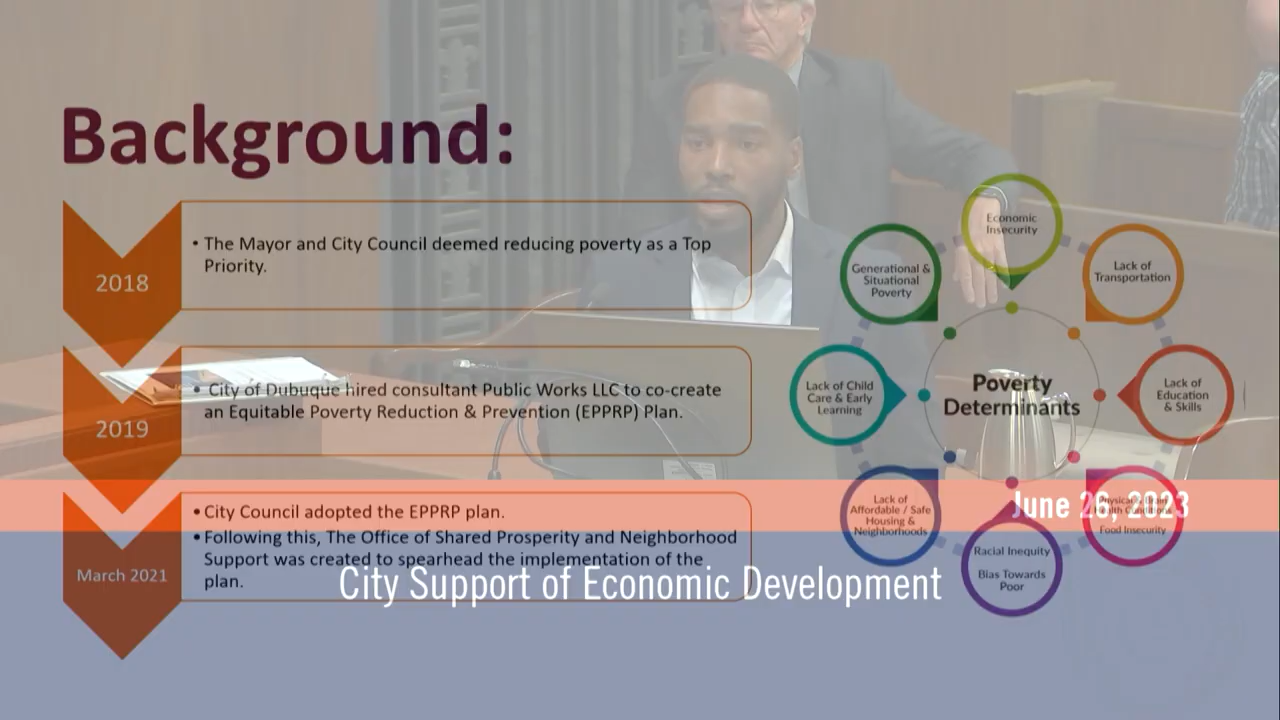 Background:
2018
• The Mayor and City Council deemed reducing poverty as a Top
Priority.
2019
• City of Dubuque hired consultant Public Works LLC to co-create
an Equitable Poverty Reduction & Prevention (EPPRP) Plan.
March 2021
• City Council adopted the EPPRP plan.
• Following this, The Office of Shared Prosperity and Neighborhood
Support was created to spearhead the implementation of the
plan.
Poverty
Determinants
Economic
Insecurity
Lack of
Transportation
Lack of
Education
& Skills
Food Insecurity
Racial Inequity
Bias Towards
Poor
Lack of
Affordable / Safe
Housing &
Neighborhoods
Lack of Child
Care & Early
Learning
Generational &
Situational
Poverty
June 26, 2023
City Support of Economic Development